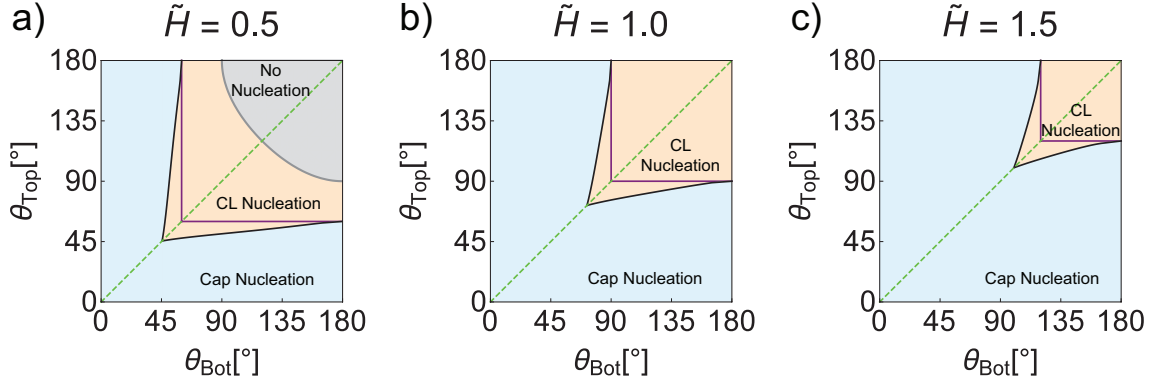 a)
H̃ = 0.5
180
135
90
45
0
θTop[°]
No
Nucleation
CL Nucleation
Cap Nucleation
0
45
90
135
180
θBot[°]
b)
H̃ = 1.0
180
135
90
45
0
θTop[°]
CL
Nucleation
Cap Nucleation
0
45
90
135
180
θBot[°]
c)
H̃ = 1.5
180
135
90
45
0
θTop[°]
CL
Nucleation
Cap Nucleation
0
45
90
135
180
θBot[°]